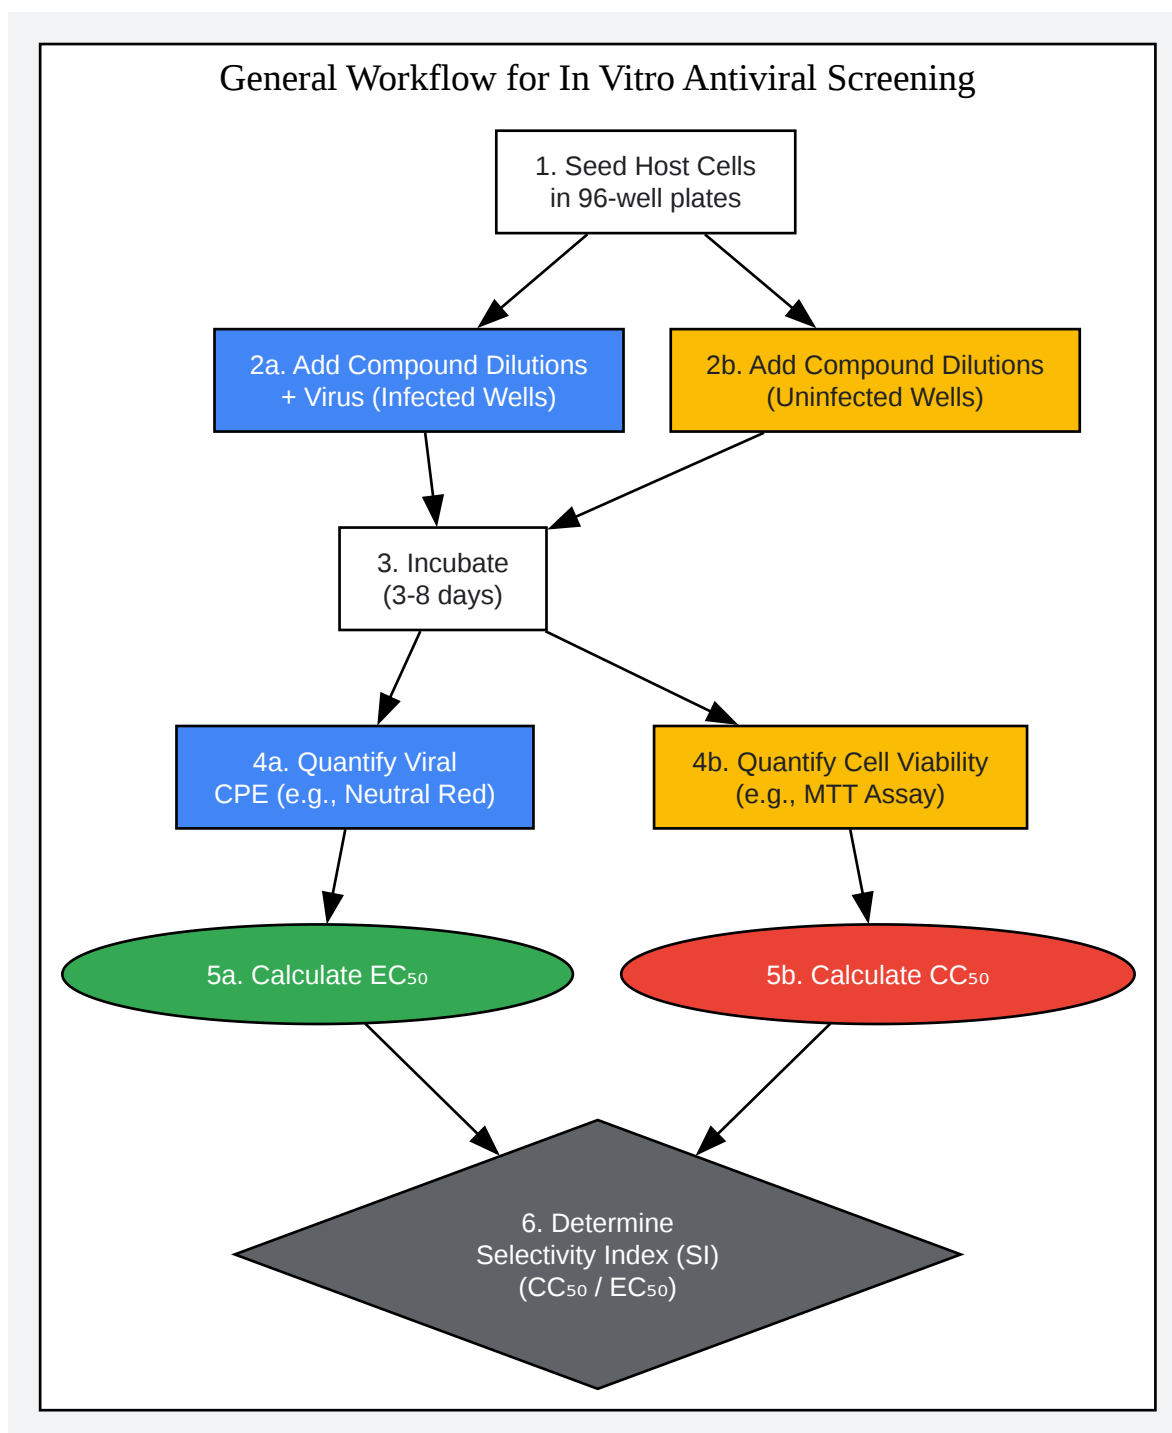 General Workflow for In Vitro Antiviral Screening
1. Seed Host Cells
in 96-well plates
2a. Add Compound Dilutions
+ Virus (Infected Wells)
2b. Add Compound Dilutions
(Uninfected Wells)
3. Incubate
(3-8 days)
4a. Quantify Viral
CPE (e.g., Neutral Red)
4b. Quantify Cell Viability
(e.g., MTT Assay)
5a. Calculate EC₅₀
5b. Calculate CC₅₀
6. Determine
Selectivity Index (SI)
(CC₅₀ / EC₅₀)